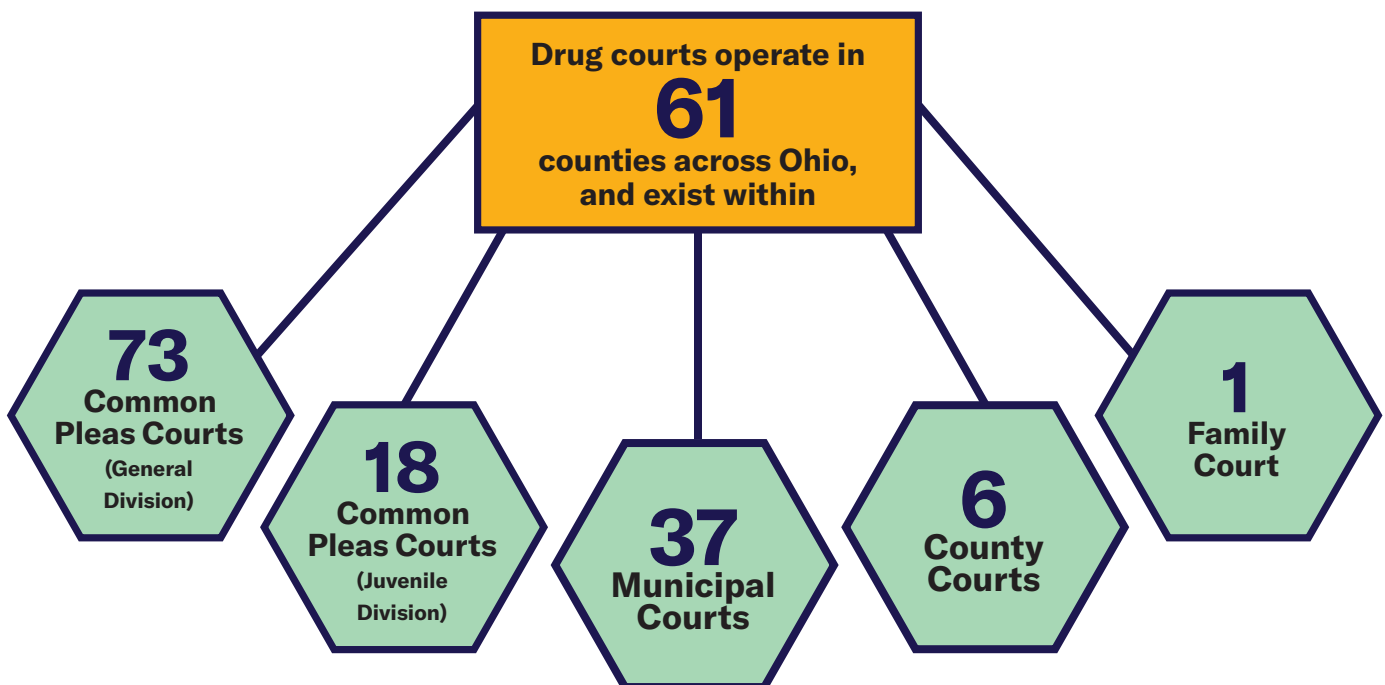 Drug courts operate in
61
counties across Ohio,
and exist within
73
Common
Pleas Courts
(General
Division)
18
Common
Pleas Courts
(Juvenile
Division)
37
Municipal
Courts
6
County
Courts
1
Family
Court